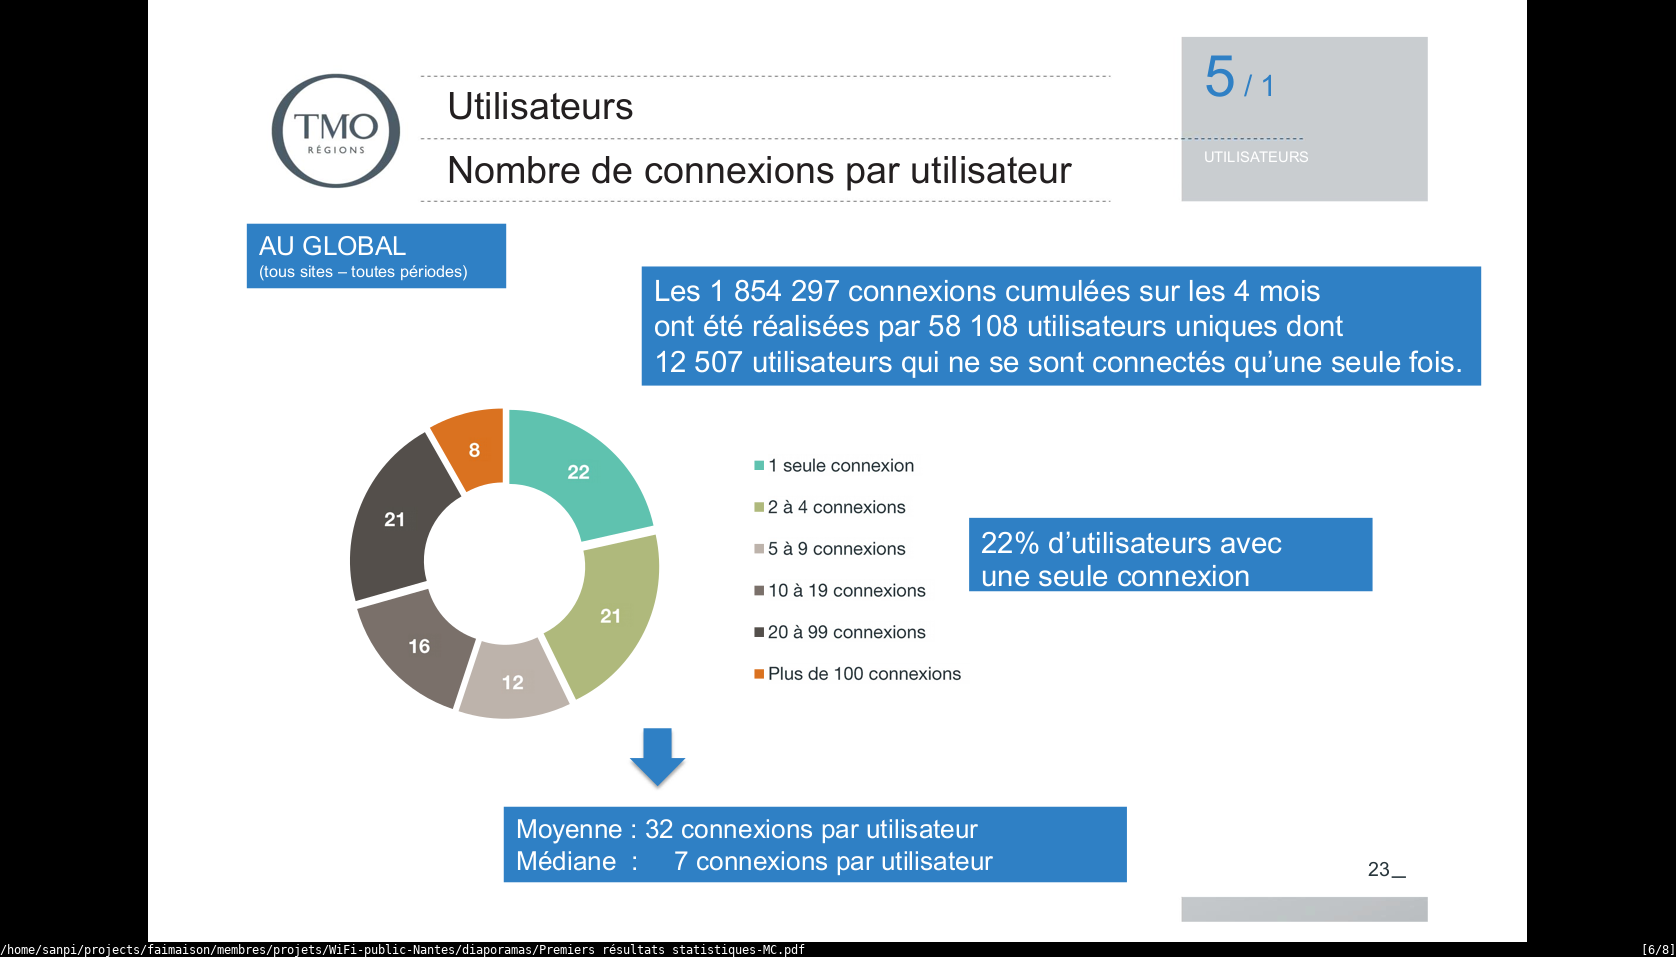 TMO
RÉGIONS
Utilisateurs
Nombre de connexions par utilisateur
5 / 1
UTILISATEURS
AU GLOBAL
(tous sites – toutes périodes)
Les 1 854 297 connexions cumulées sur les 4 mois
ont été réalisées par 58 108 utilisateurs uniques dont
12 507 utilisateurs qui ne se sont connectés qu’une seule fois.
8
22
21
21
16
12
1 seule connexion
2 à 4 connexions
5 à 9 connexions
10 à 19 connexions
20 à 99 connexions
Plus de 100 connexions
22% d’utilisateurs avec
une seule connexion
Moyenne : 32 connexions par utilisateur
Médiane : 7 connexions par utilisateur
23_
/home/sanpi/projects/faimaison/membres/projets/WiFi-public-Nantes/diaporamas/Premiers résultats statistiques-MC.pdf
[6/8]